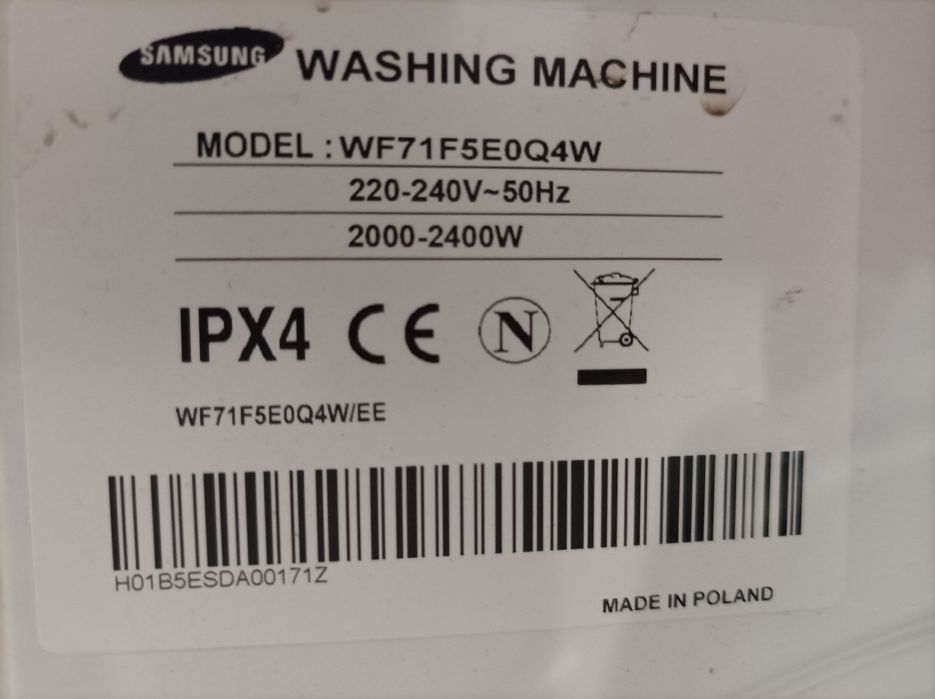 SAMSUNG WASHING MACHINE
MODEL : WF71F5E0Q4W
220-240V~50Hz
2000-2400W
IPX4 CE N
WF71F5E0Q4W/EE
H01B5ESDA00171Z
MADE IN POLAND